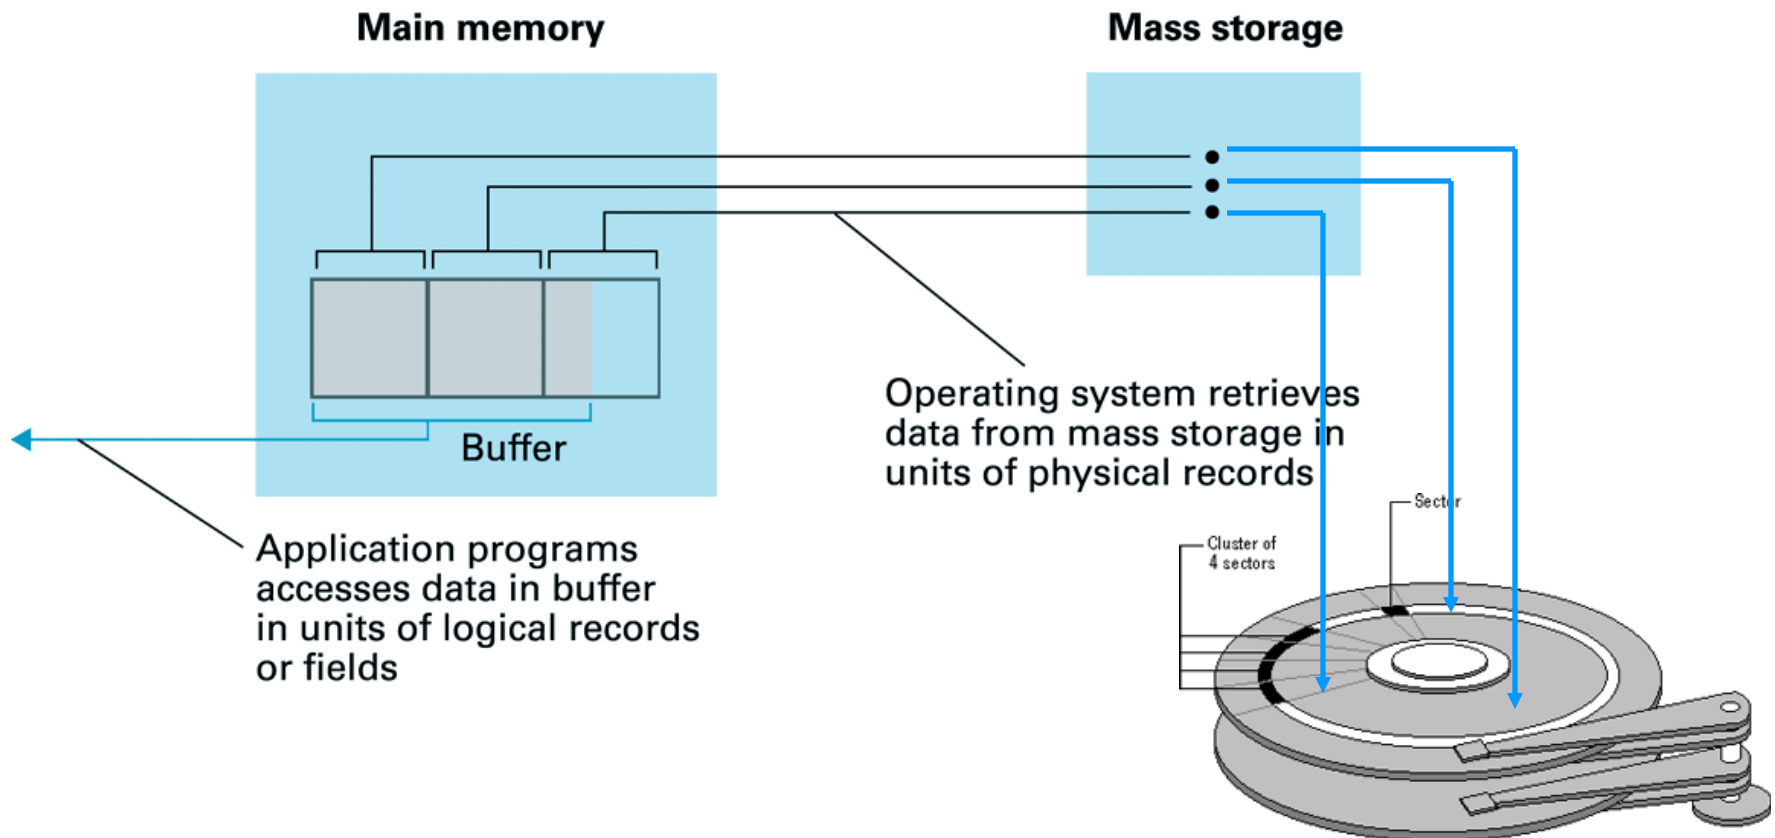 Main memory
Mass storage
Buffer
Operating system retrieves
data from mass storage in
units of physical records
Application programs
accesses data in buffer
in units of logical records
or fields
Sector
Cluster of
4 sectors